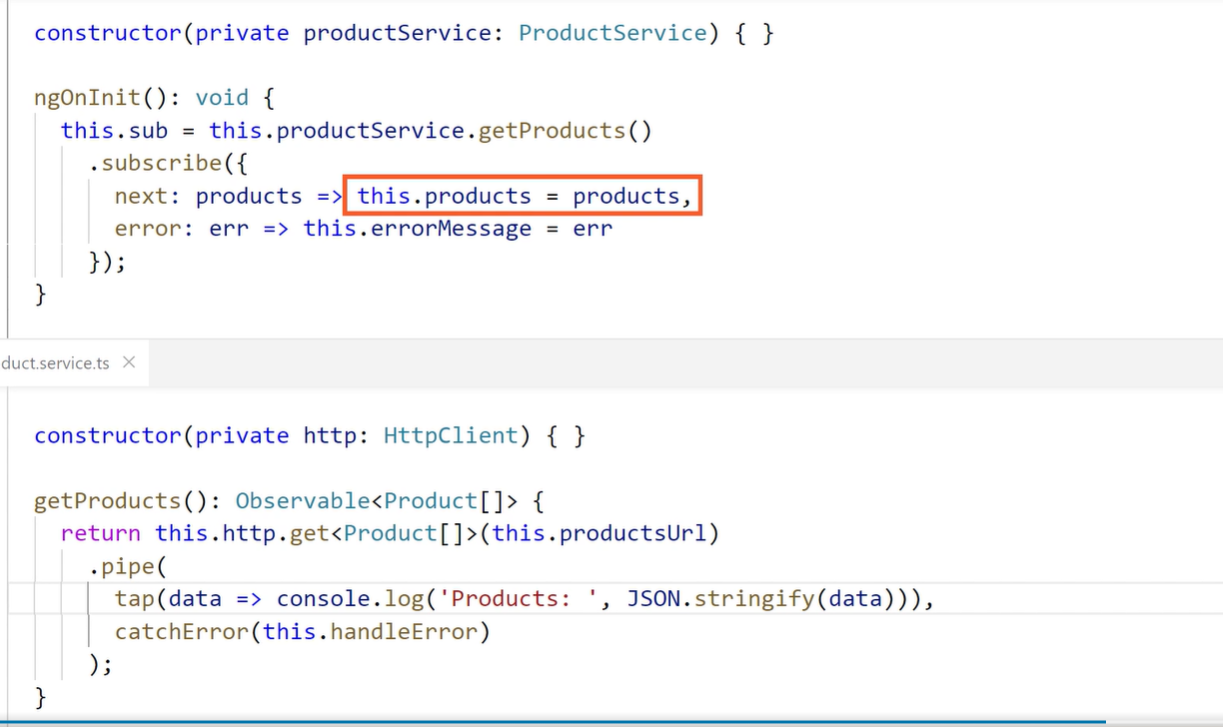 constructor(private productService: ProductService) { }
ngOnInit(): void {
this.sub = this.productService.getProducts()
.subscribe({
next: products => this.products = products,
error: err => this.errorMessage = err
});
}
duct.service.ts ×
constructor(private http: HttpClient) { }
getProducts(): Observable<Product[]> {
return this.http.get<Product[]>(this.productsUrl)
.pipe(
tap(data => console.log('Products: ', JSON.stringify(data))),
catchError(this.handleError)
);
}